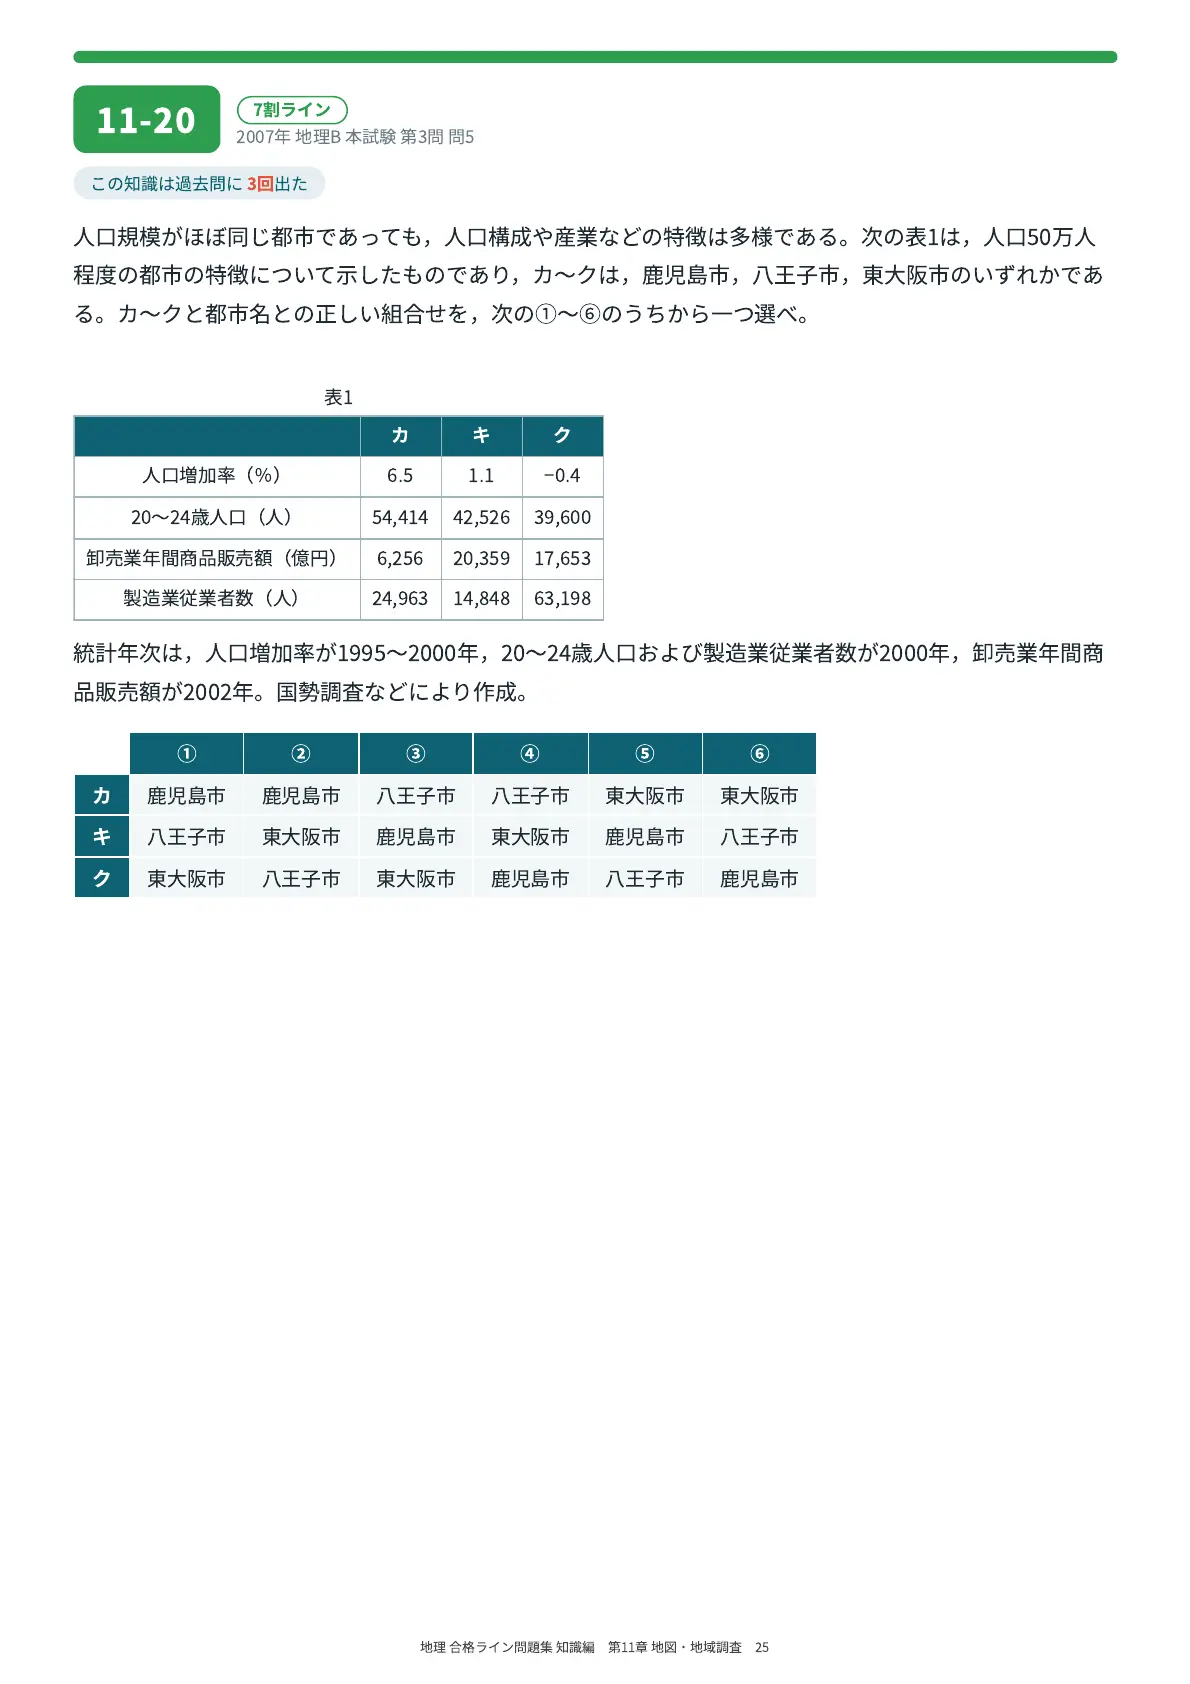 11-20
7割ライン
2007年 地理B 本試験 第3問 問5
この知識は過去問に 3回出た
人口規模がほぼ同じ都市であっても，人口構成や産業などの特徴は多様である。次の表1は，人口50万人
程度の都市の特徴について示したものであり，カ～クは，鹿児島市，八王子市，東大阪市のいずれかであ
る。カ～クと都市名との正しい組合せを，次の①～⑥のうちから一つ選べ。
表1
カ キ ク
人口増加率（%） 6.5 1.1 −0.4
20～24歳人口（人） 54,414 42,526 39,600
卸売業年間商品販売額（億円） 6,256 20,359 17,653
製造業従業者数（人） 24,963 14,848 63,198
統計年次は，人口増加率が1995～2000年，20～24歳人口および製造業従業者数が2000年，卸売業年間商
品販売額が2002年。国勢調査などにより作成。
① ② ③ ④ ⑤ ⑥
カ 鹿児島市 鹿児島市 八王子市 八王子市 東大阪市 東大阪市
キ 八王子市 東大阪市 鹿児島市 東大阪市 鹿児島市 八王子市
ク 東大阪市 八王子市 東大阪市 鹿児島市 八王子市 鹿児島市
地理 合格ライン問題集 知識編　第11章 地図・地域調査　25